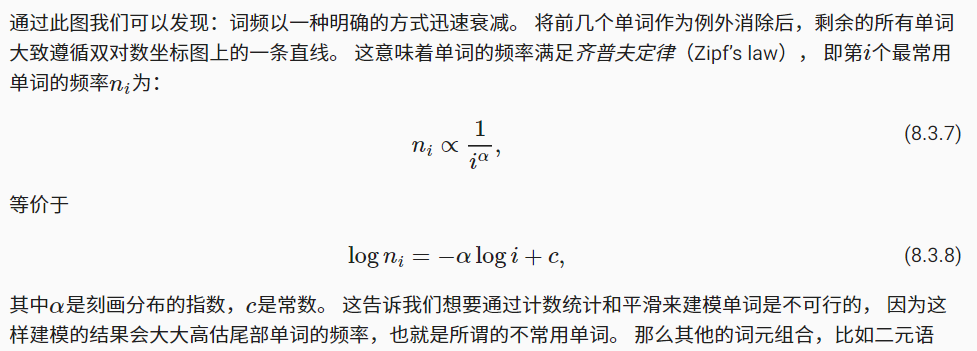 通过此图我们可以发现：词频以一种明确的方式迅速衰减。 将前几个单词作为例外消除后，剩余的所有单词
大致遵循双对数坐标图上的一条直线。 这意味着单词的频率满足齐普夫定律（Zipf’s law）， 即第i个最常用
单词的频率nᵢ为：
nᵢ ∝ 1/i^α, (8.3.7)
等价于
log nᵢ = −α log i + c, (8.3.8)
其中α是刻画分布的指数，c是常数。 这告诉我们想要通过计数统计和平滑来建模单词是不可行的， 因为这
样建模的结果会大大高估尾部单词的频率，也就是所谓的不常用单词。 那么其他的词元组合，比如二元语